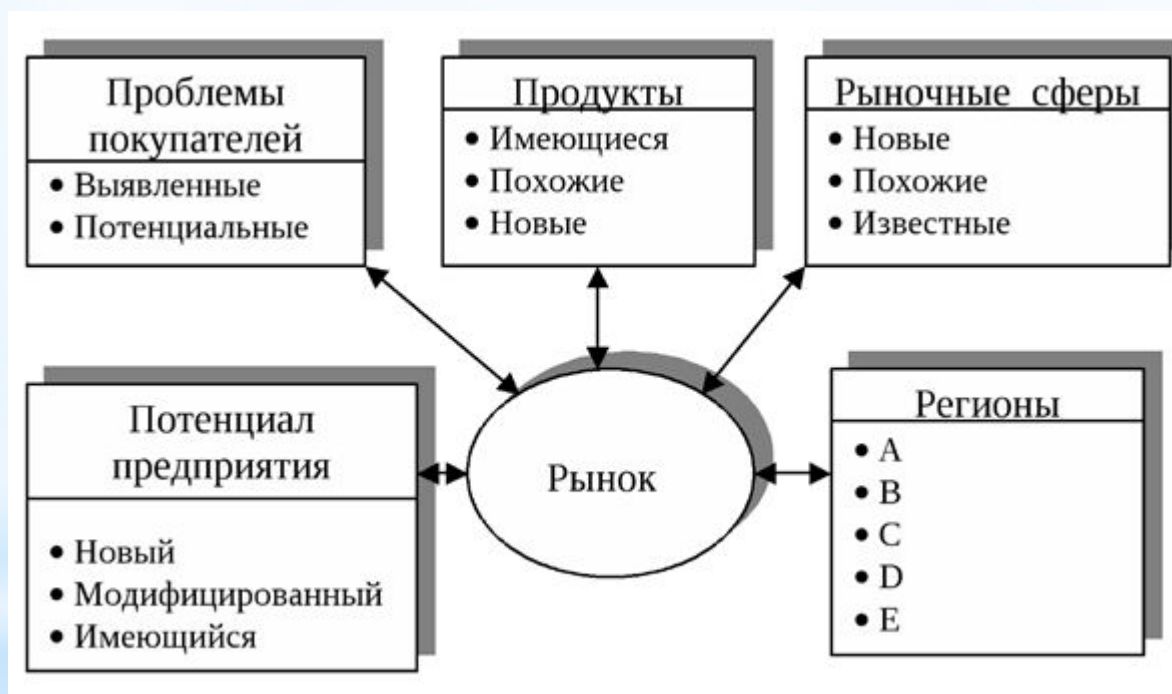 Проблемы
покупателей
• Выявленные
• Потенциальные
Продукты
• Имеющиеся
• Похожие
• Новые
Рыночные сферы
• Новые
• Похожие
• Известные
Потенциал
предприятия
• Новый
• Модифицированный
• Имеющийся
Рынок
Регионы
• A
• B
• C
• D
• E